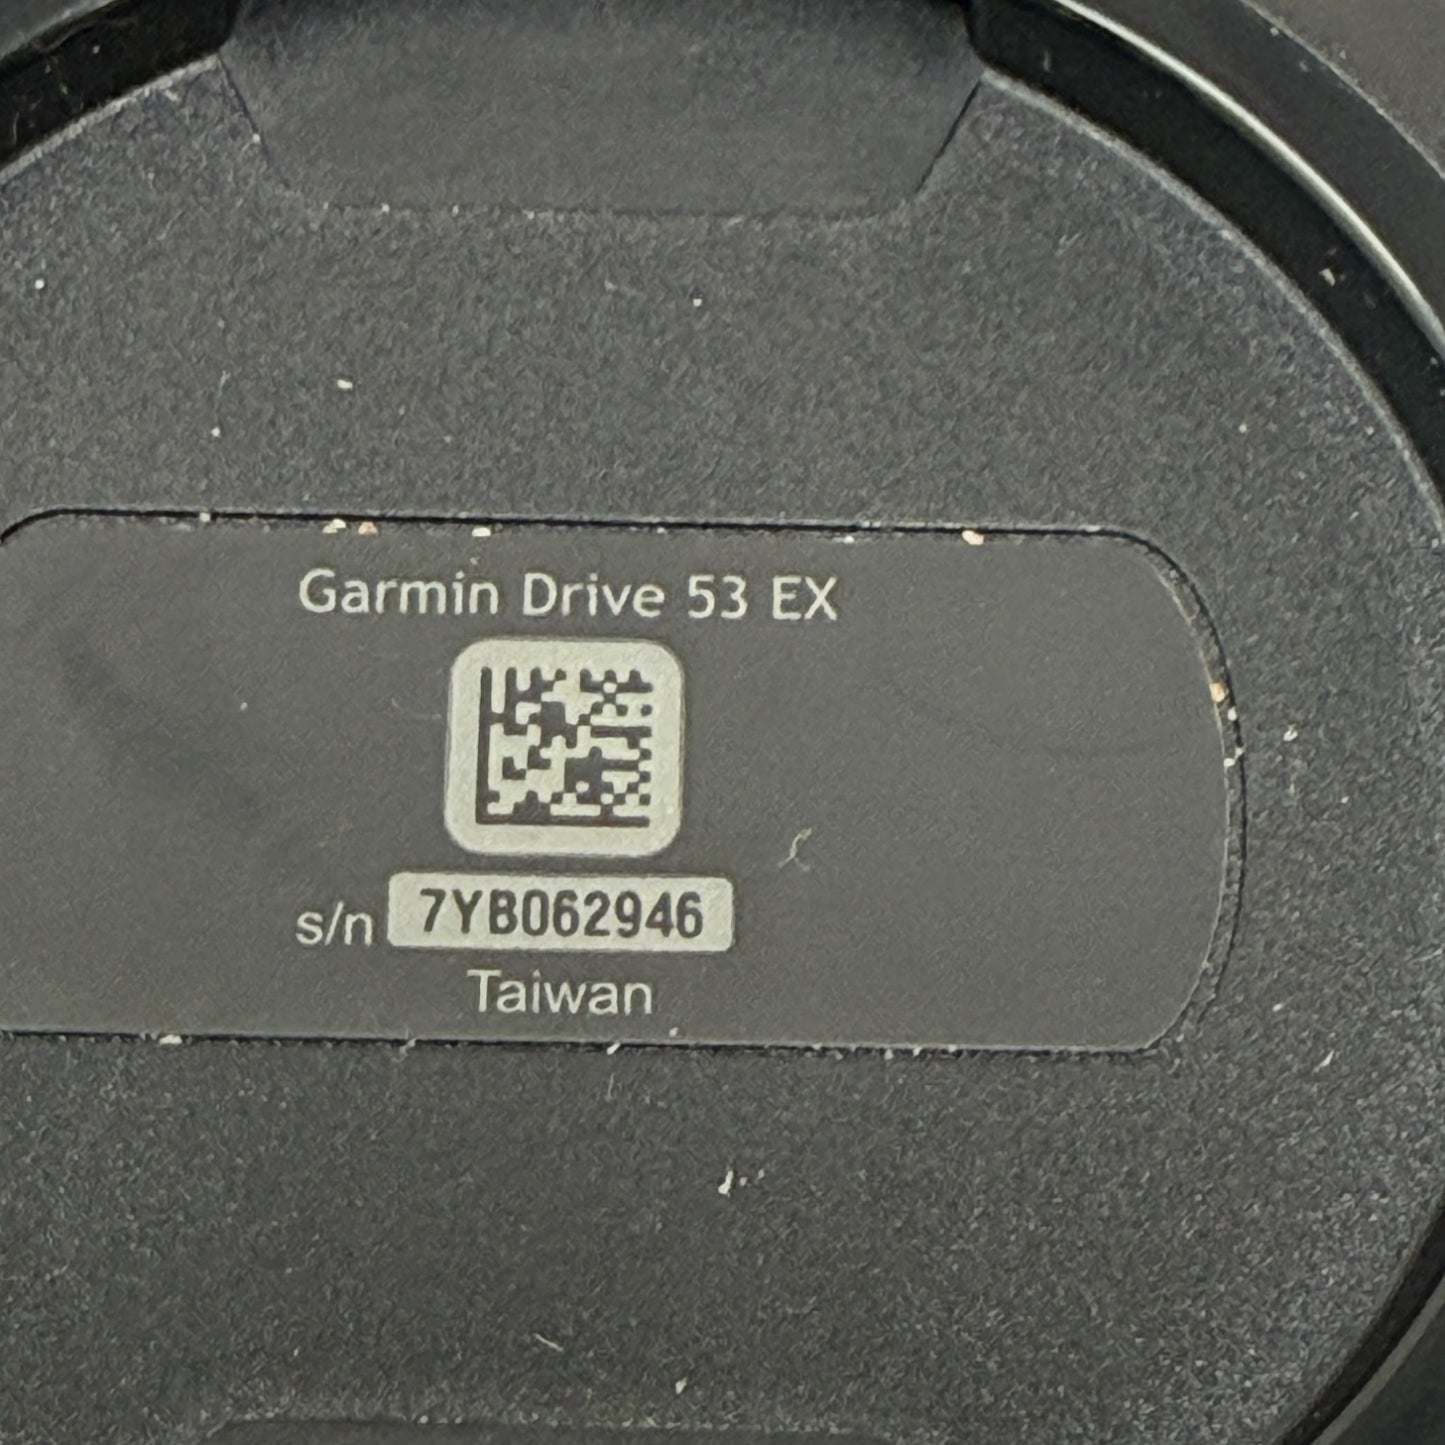 Garmin Drive 53 EX
s/n 7YB062946
Taiwan